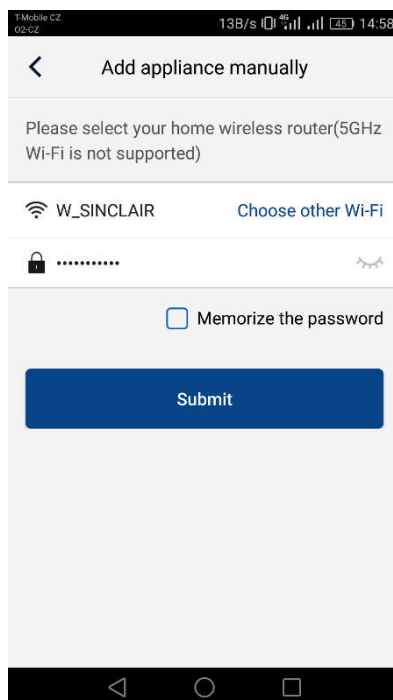 T-Mobile CZ
O2-CZ
13B/s 4G 45 14:58
Add appliance manually
Please select your home wireless router(5GHz
Wi-Fi is not supported)
W_SINCLAIR Choose other Wi-Fi
•••••••••••
Memorize the password
Submit